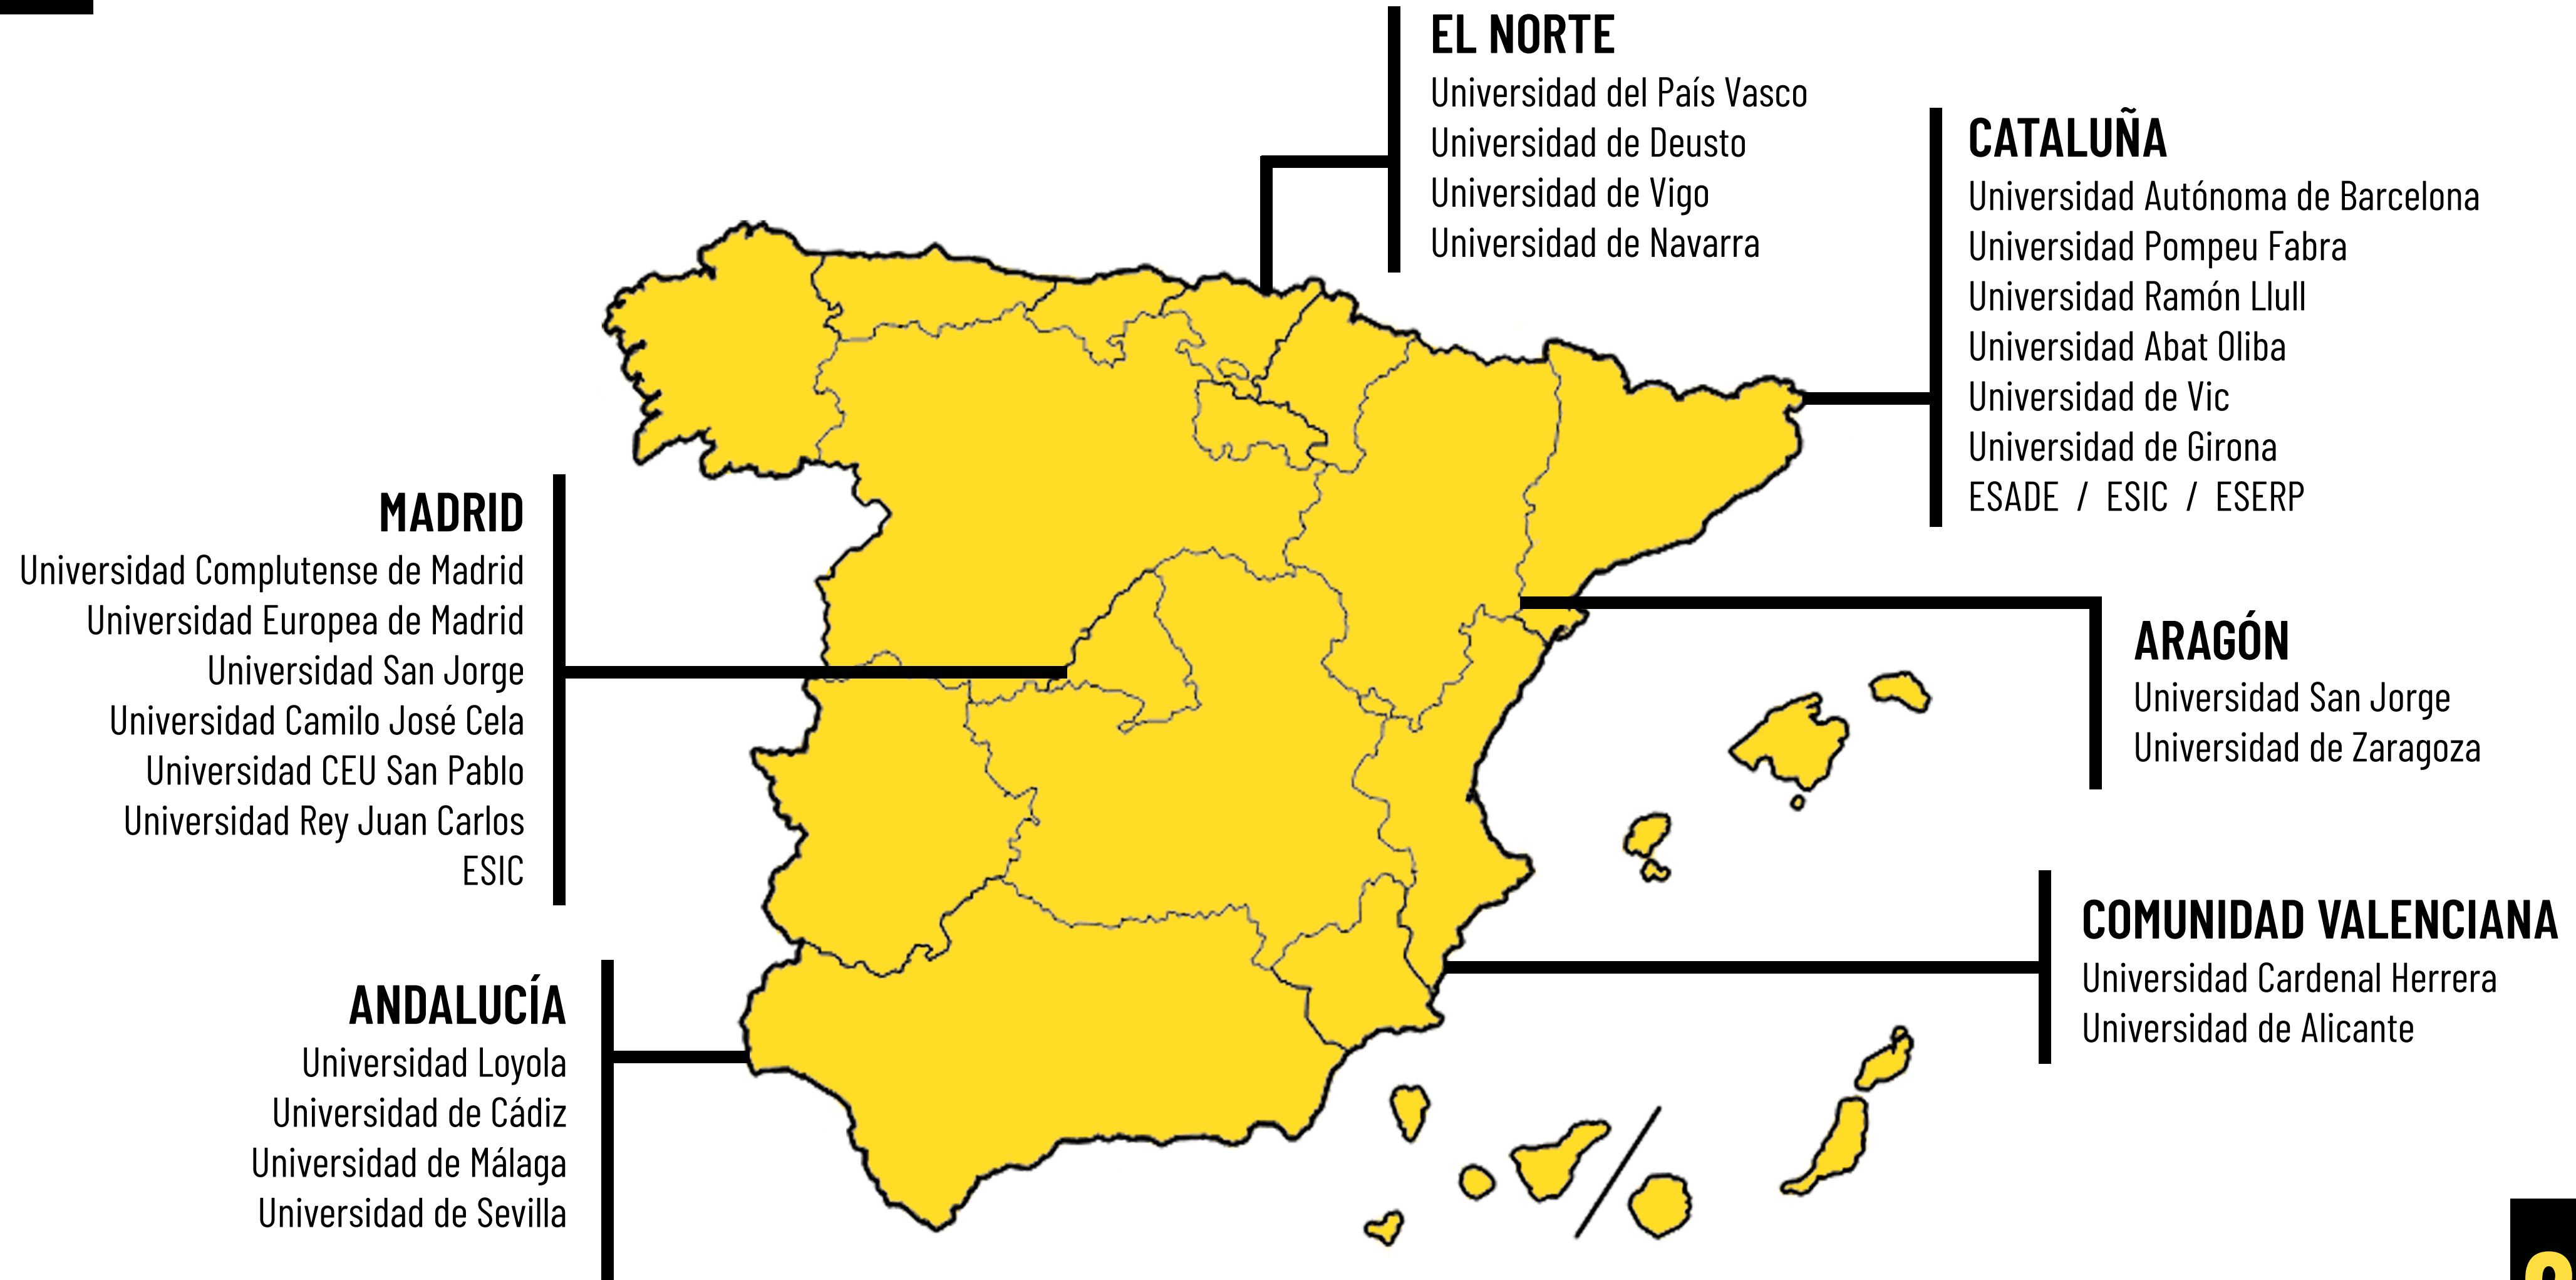 EL NORTE
Universidad del País Vasco
Universidad de Deusto
Universidad de Vigo
Universidad de Navarra
CATALUÑA
Universidad Autónoma de Barcelona
Universidad Pompeu Fabra
Universidad Ramón Llull
Universidad Abat Oliba
Universidad de Vic
Universidad de Girona
ESADE / ESIC / ESERP
MADRID
Universidad Complutense de Madrid
Universidad Europea de Madrid
Universidad San Jorge
Universidad Camilo José Cela
Universidad CEU San Pablo
Universidad Rey Juan Carlos
ESIC
ARAGÓN
Universidad San Jorge
Universidad de Zaragoza
COMUNIDAD VALENCIANA
Universidad Cardenal Herrera
Universidad de Alicante
ANDALUCÍA
Universidad Loyola
Universidad de Cádiz
Universidad de Málaga
Universidad de Sevilla